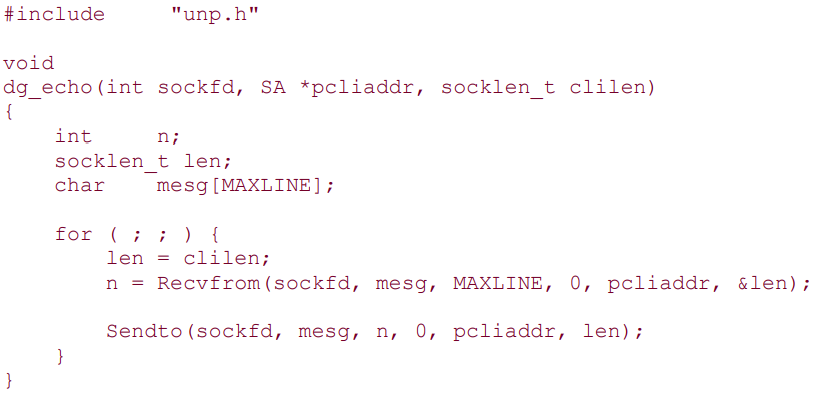 #include     "unp.h"

void
dg_echo(int sockfd, SA *pcliaddr, socklen_t clilen)
{
    int     n;
    socklen_t len;
    char    mesg[MAXLINE];

    for ( ; ; ) {
        len = clilen;
        n = Recvfrom(sockfd, mesg, MAXLINE, 0, pcliaddr, &len);

        Sendto(sockfd, mesg, n, 0, pcliaddr, len);
    }
}